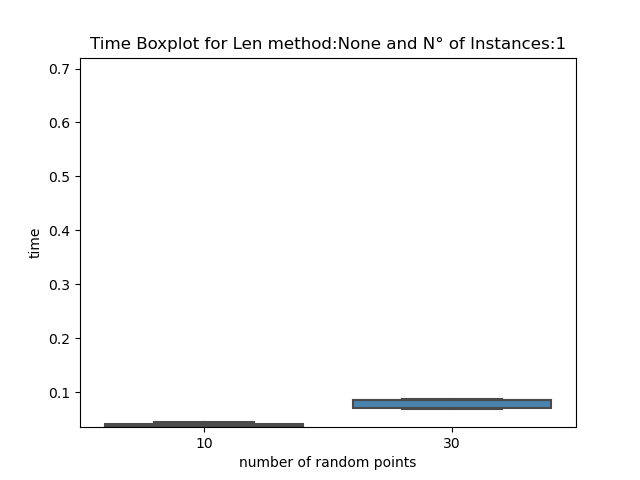 Time Boxplot for Len method:None and N° of Instances:1
0.7
0.6
0.5
0.4
0.3
0.2
0.1
time
10 30
number of random points